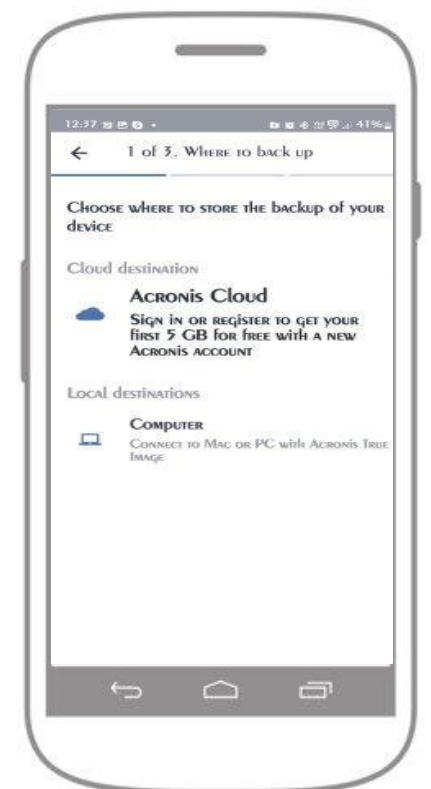 12:37
41%
1 of 3. Where to back up
Choose where to store the backup of your
device
Cloud destination
Acronis Cloud
Sign in or register to get your
first 5 GB for free with a new
Acronis account
Local destinations
Computer
Connect to Mac or PC with Acronis True
Image